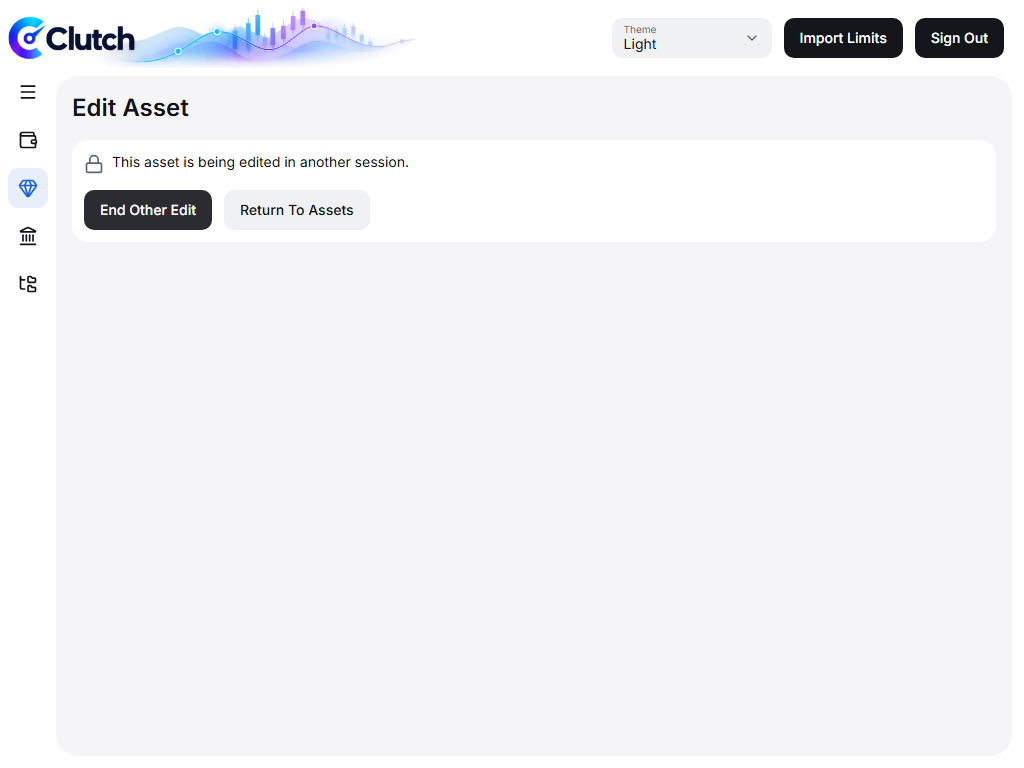 Clutch
Theme
Light
Import Limits
Sign Out
Edit Asset
This asset is being edited in another session.
End Other Edit
Return To Assets